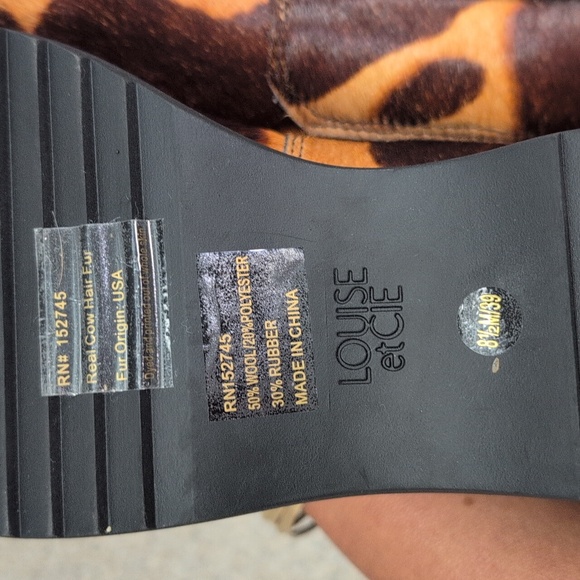 RN# 152745
Real Cow Hair Fur
Fur Origin: USA
RN152745
50% WOOL/20%POLYESTER
30% RUBBER
MADE IN CHINA
LOUISE
et CIE
8½M/39